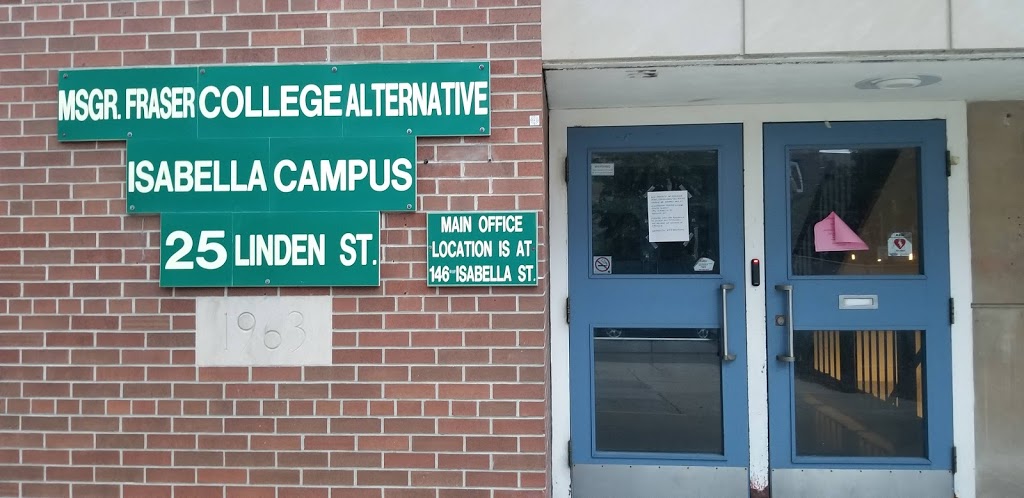 MSGR. FRASER COLLEGE ALTERNATIVE
ISABELLA CAMPUS
25 LINDEN ST.
MAIN OFFICE
LOCATION IS AT
146 ISABELLA ST.
1963